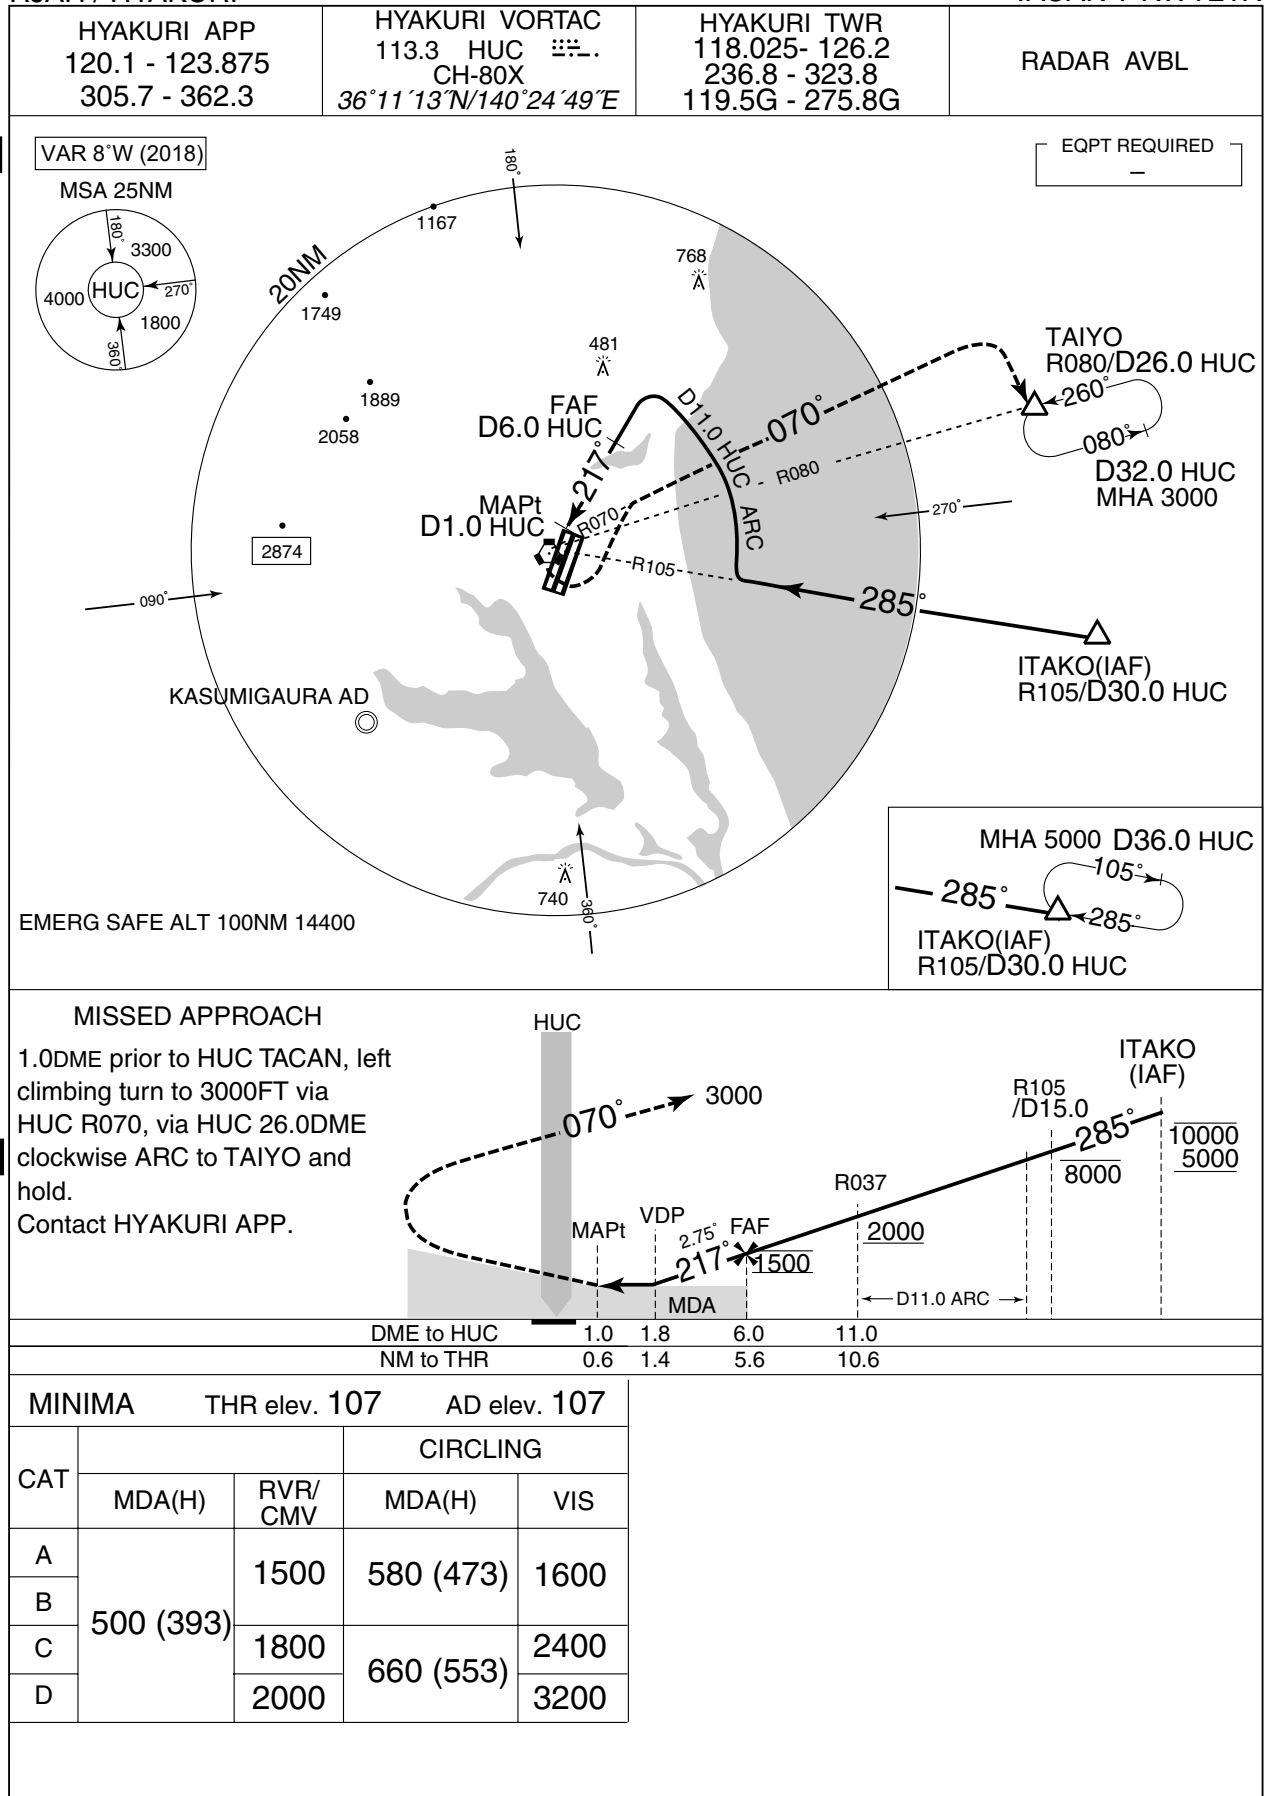 HYAKURI APP
120.1 - 123.875
305.7 - 362.3
HYAKURI VORTAC
113.3 HUC
CH-80X
36°11´13˝N/140°24´49˝E
HYAKURI TWR
118.025- 126.2
236.8 - 323.8
119.5G - 275.8G
RADAR AVBL
VAR 8°W (2018)
MSA 25NM
180°
3300
4000
HUC
270°
1800
360°
EQPT REQUIRED
–
180°
1167
20NM
768
1749
481
TAIYO
R080/D26.0 HUC
260°
080°
D32.0 HUC
MHA 3000
1889
2058
FAF
D6.0 HUC
D11.0 HUC ARC
070°
217°
R080
MAPt
D1.0 HUC
R070
270°
2874
R105
090°
285°
ITAKO(IAF)
R105/D30.0 HUC
KASUMIGAURA AD
740
360°
EMERG SAFE ALT 100NM 14400
MHA 5000 D36.0 HUC
105°
285°
285°
ITAKO(IAF)
R105/D30.0 HUC
MISSED APPROACH
1.0DME prior to HUC TACAN, left
climbing turn to 3000FT via
HUC R070, via HUC 26.0DME
clockwise ARC to TAIYO and
hold.
Contact HYAKURI APP.
HUC
070°
3000
ITAKO
(IAF)
R105
/D15.0
285°
10000
5000
8000
R037
2000
MAPt
VDP
2.75°
FAF
217°
1500
MDA
D11.0 ARC
DME to HUC 1.0 1.8 6.0 11.0
NM to THR 0.6 1.4 5.6 10.6
MINIMA THR elev. 107 AD elev. 107
CAT
CIRCLING
MDA(H)
RVR/
CMV
MDA(H)
VIS
A
B
C
D
500 (393)
1500
1800
2000
580 (473)
660 (553)
1600
2400
3200